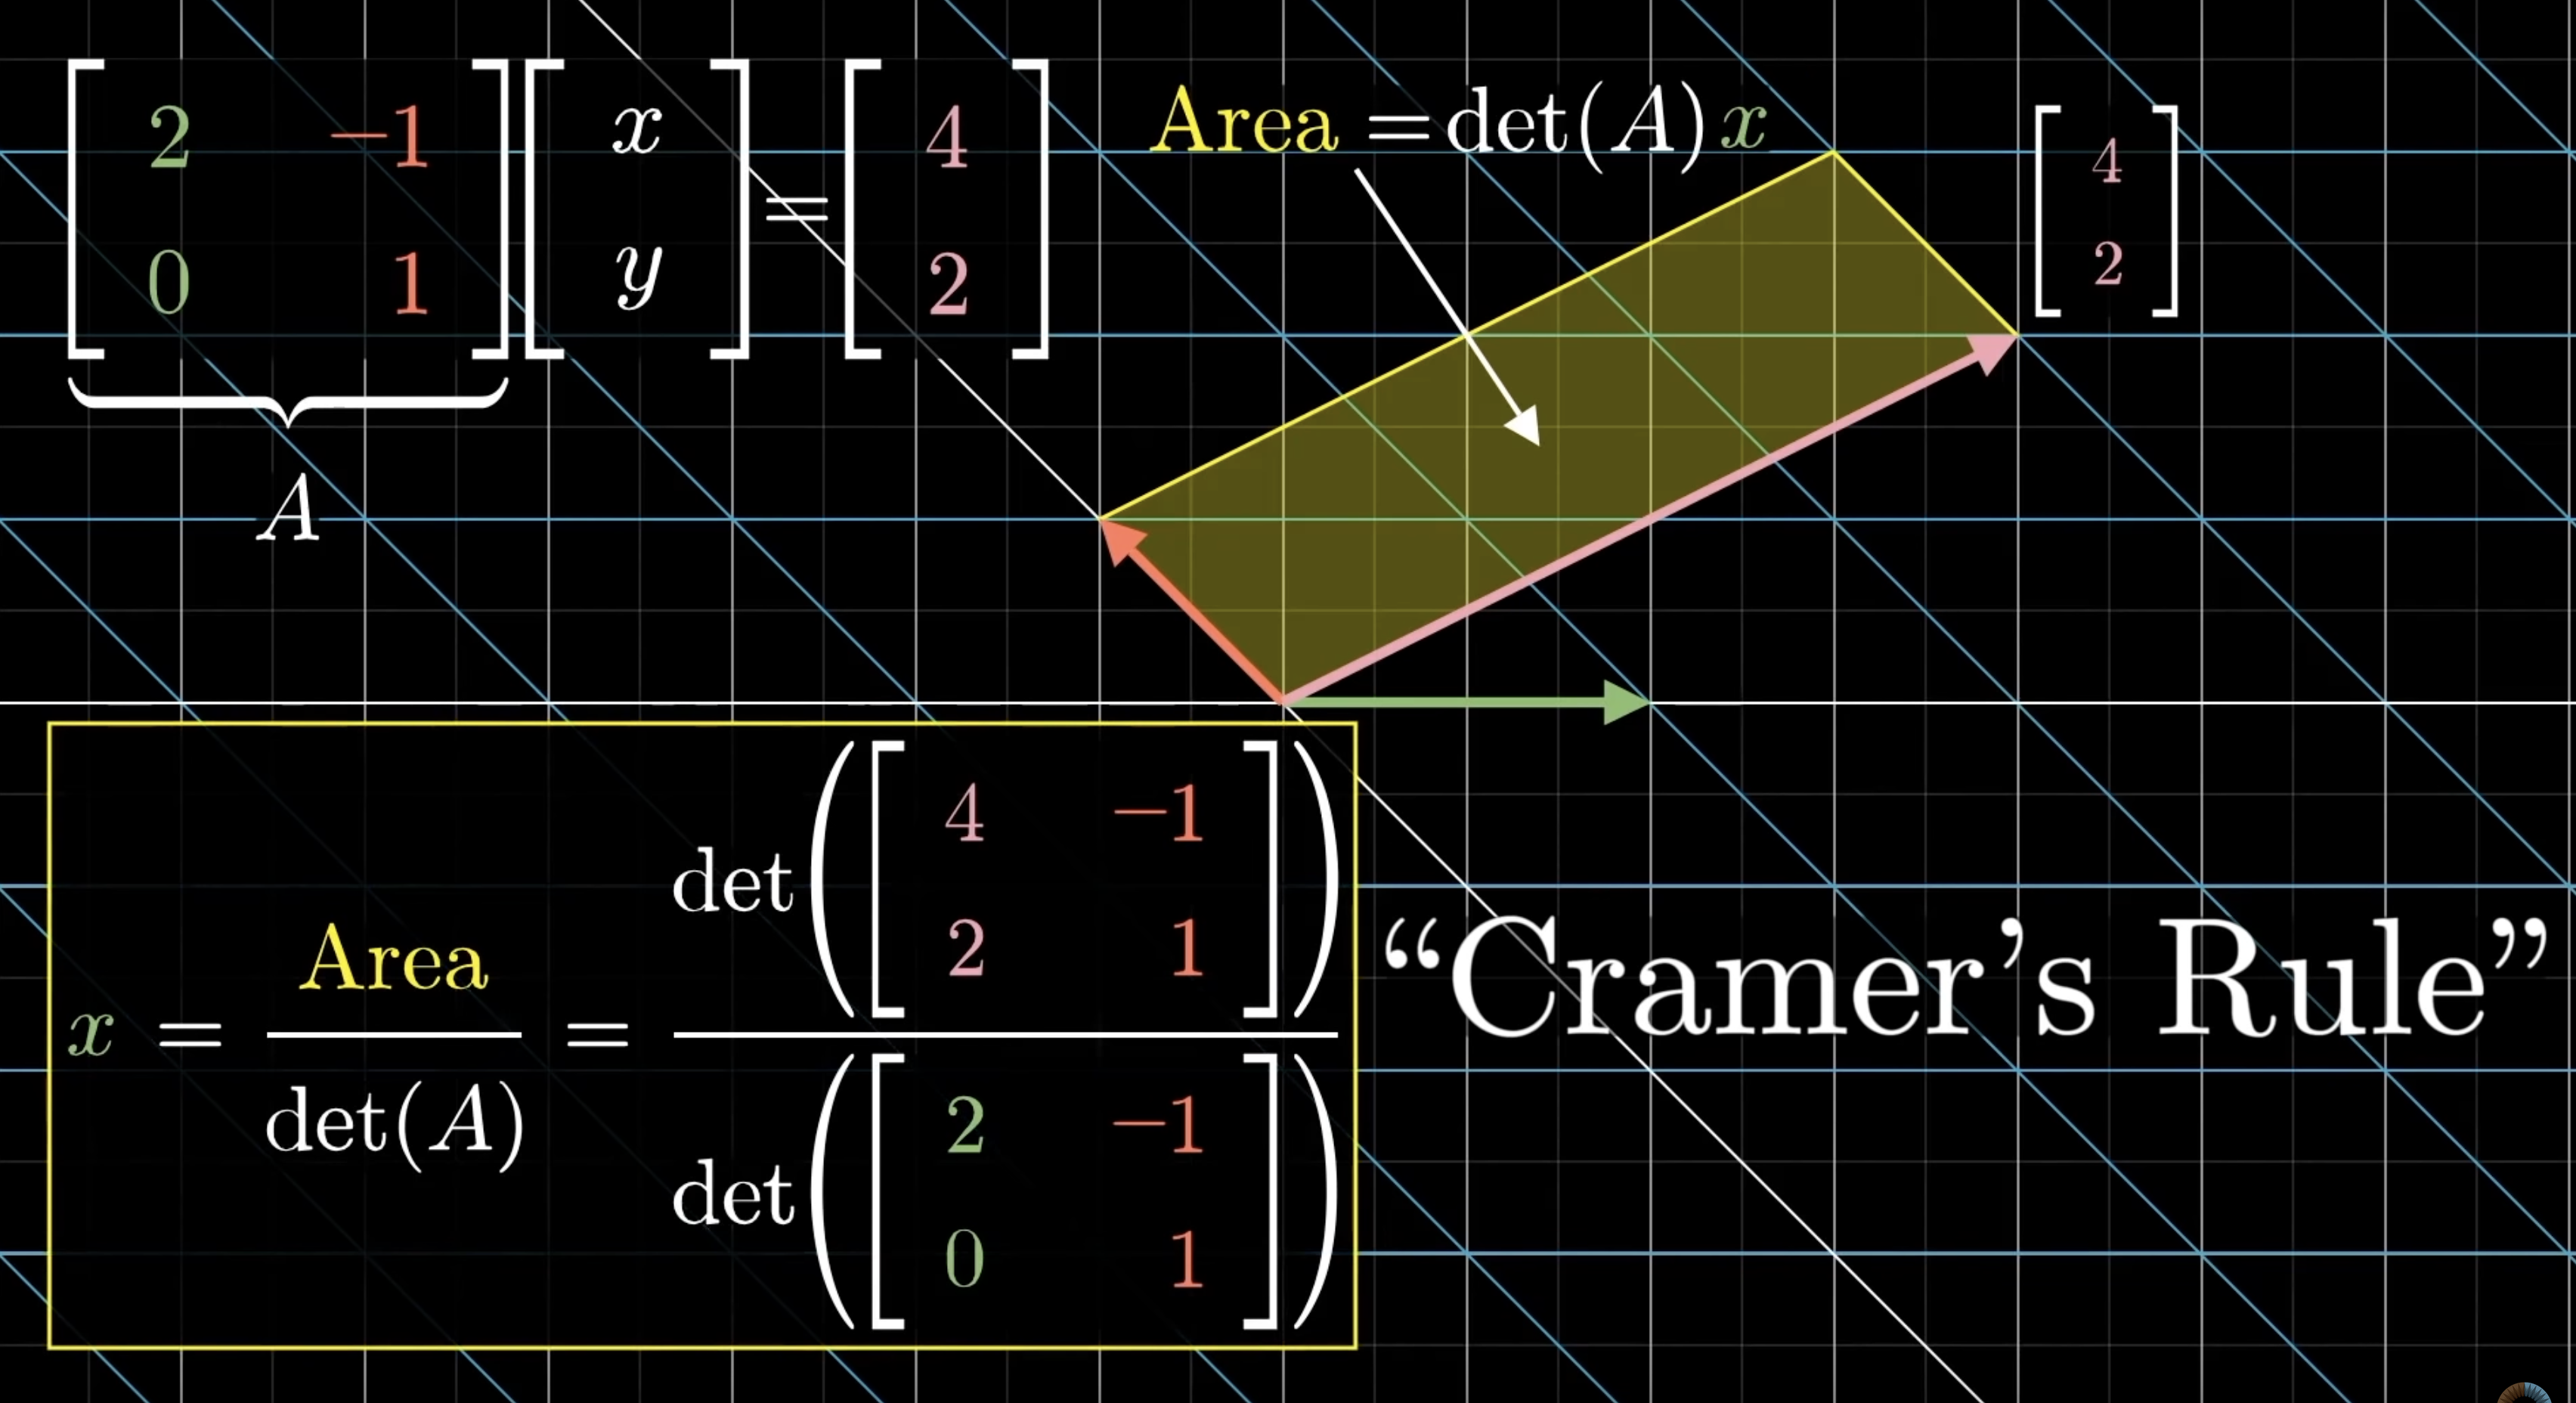 [2 −1; 0 1] [x; y] = [4; 2]
A
Area = det(A)x
[4; 2]
x = Area / det(A) = det([4 −1; 2 1]) / det([2 −1; 0 1])
“Cramer’s Rule”